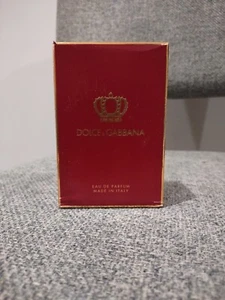 DOLCE & GABBANA
EAU DE PARFUM
MADE IN ITALY